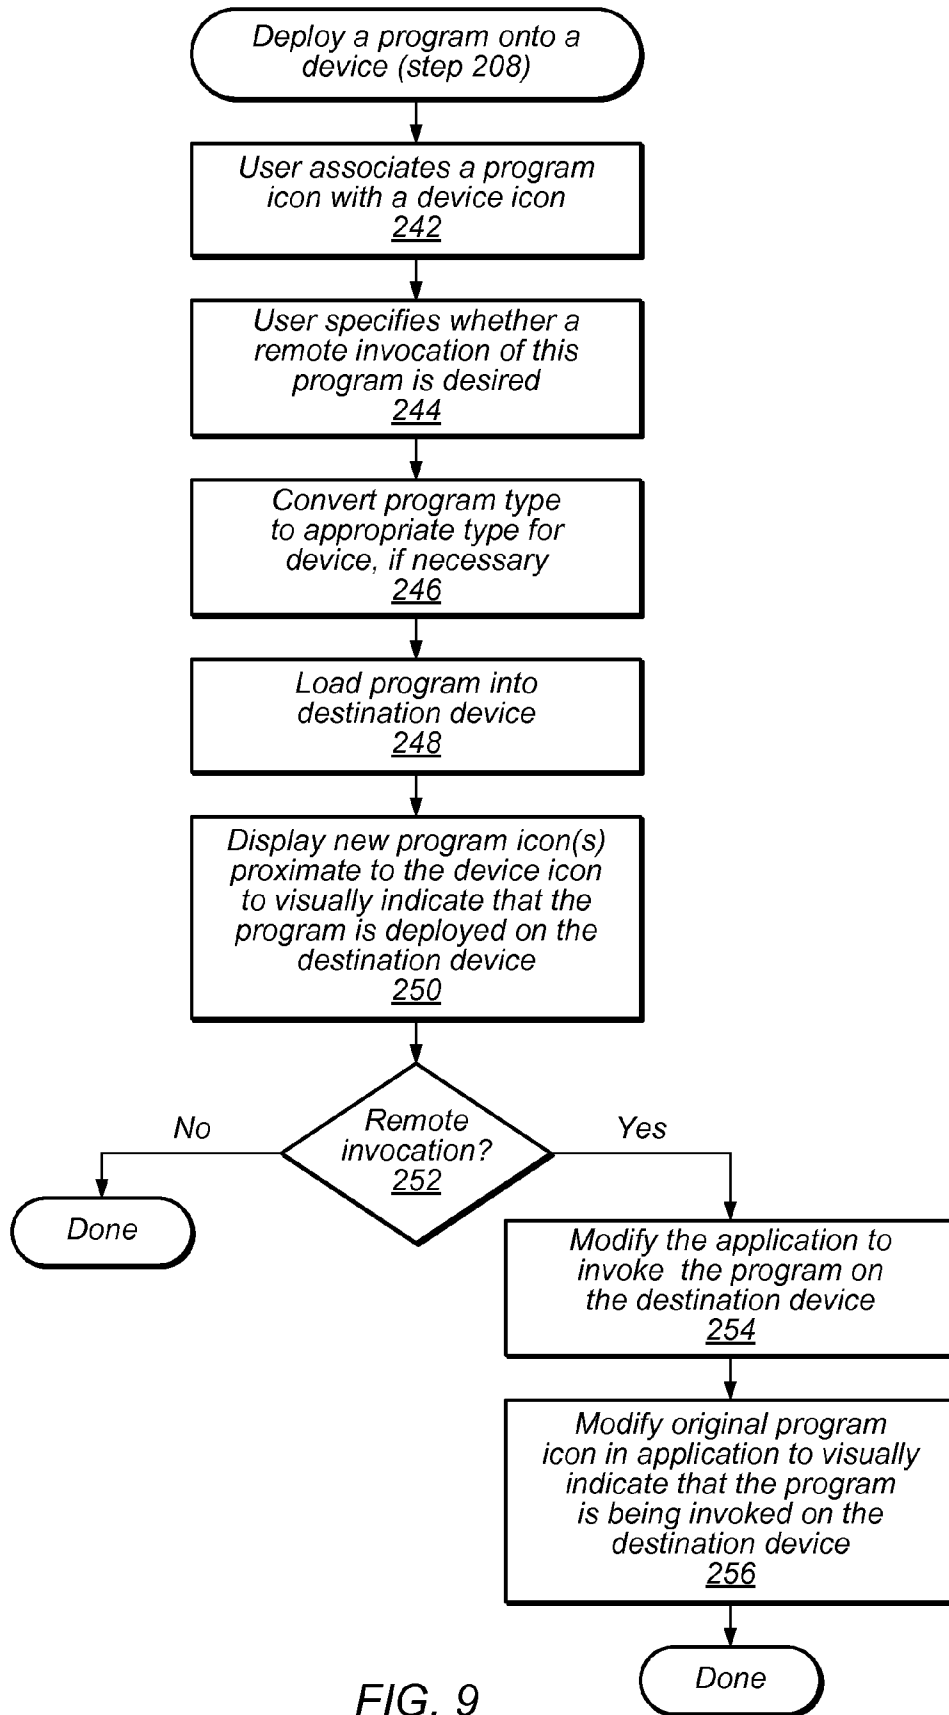 Deploy a program onto a
device (step 208)
User associates a program
icon with a device icon
242
User specifies whether a
remote invocation of this
program is desired
244
Convert program type
to appropriate type for
device, if necessary
246
Load program into
destination device
248
Display new program icon(s)
proximate to the device icon
to visually indicate that the
program is deployed on the
destination device
250
Remote
invocation?
252
No
Yes
Done
Modify the application to
invoke the program on
the destination device
254
Modify original program
icon in application to visually
indicate that the program
is being invoked on the
destination device
256
Done
FIG. 9